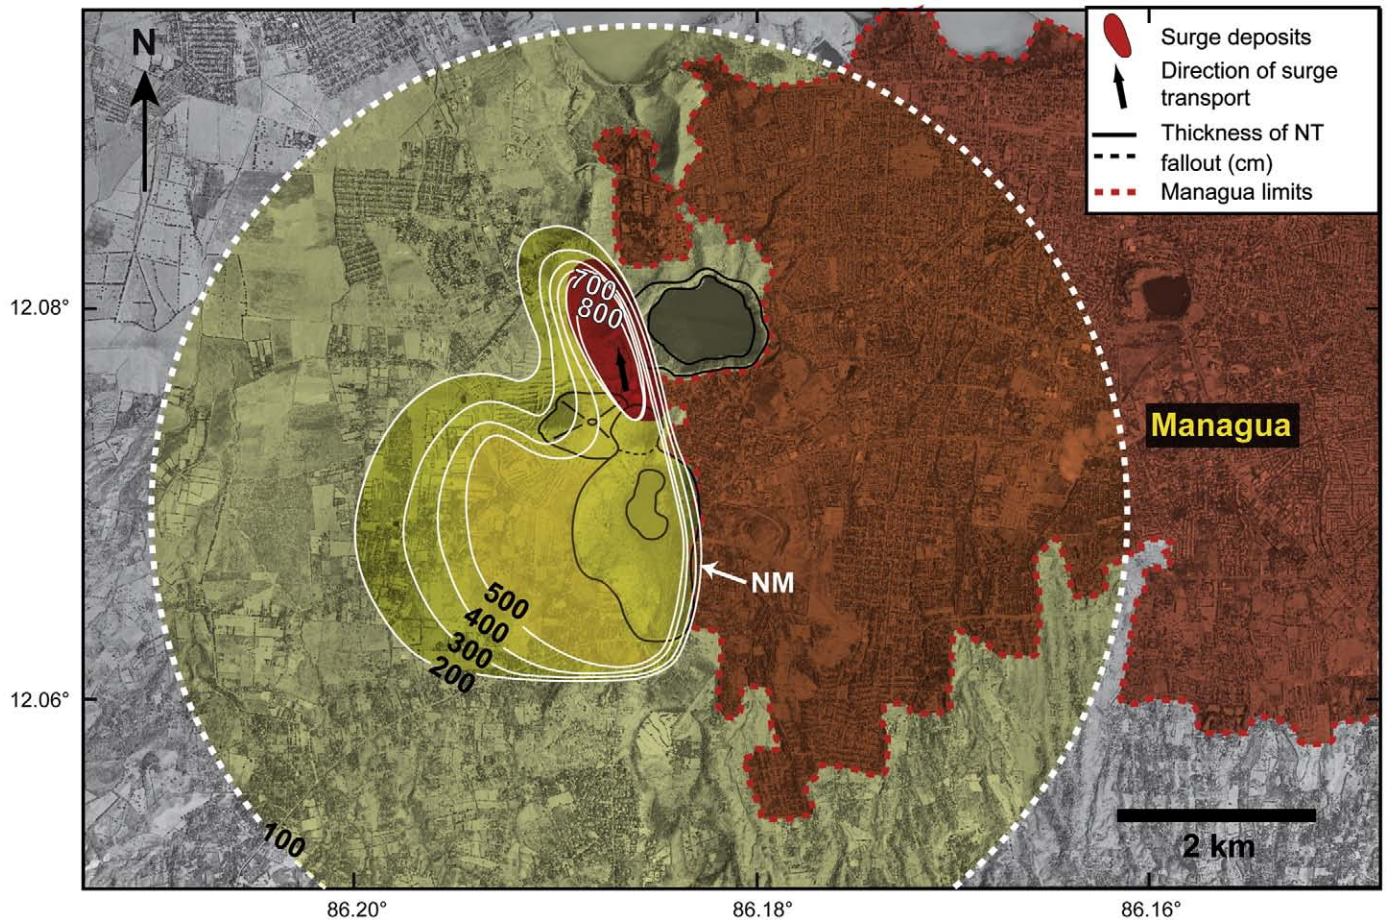 N
Surge deposits
Direction of surge
transport
Thickness of NT
fallout (cm)
Managua limits
700
800
12.08°
Managua
NM
500
400
300
200
12.06°
100
2 km
86.20°
86.18°
86.16°